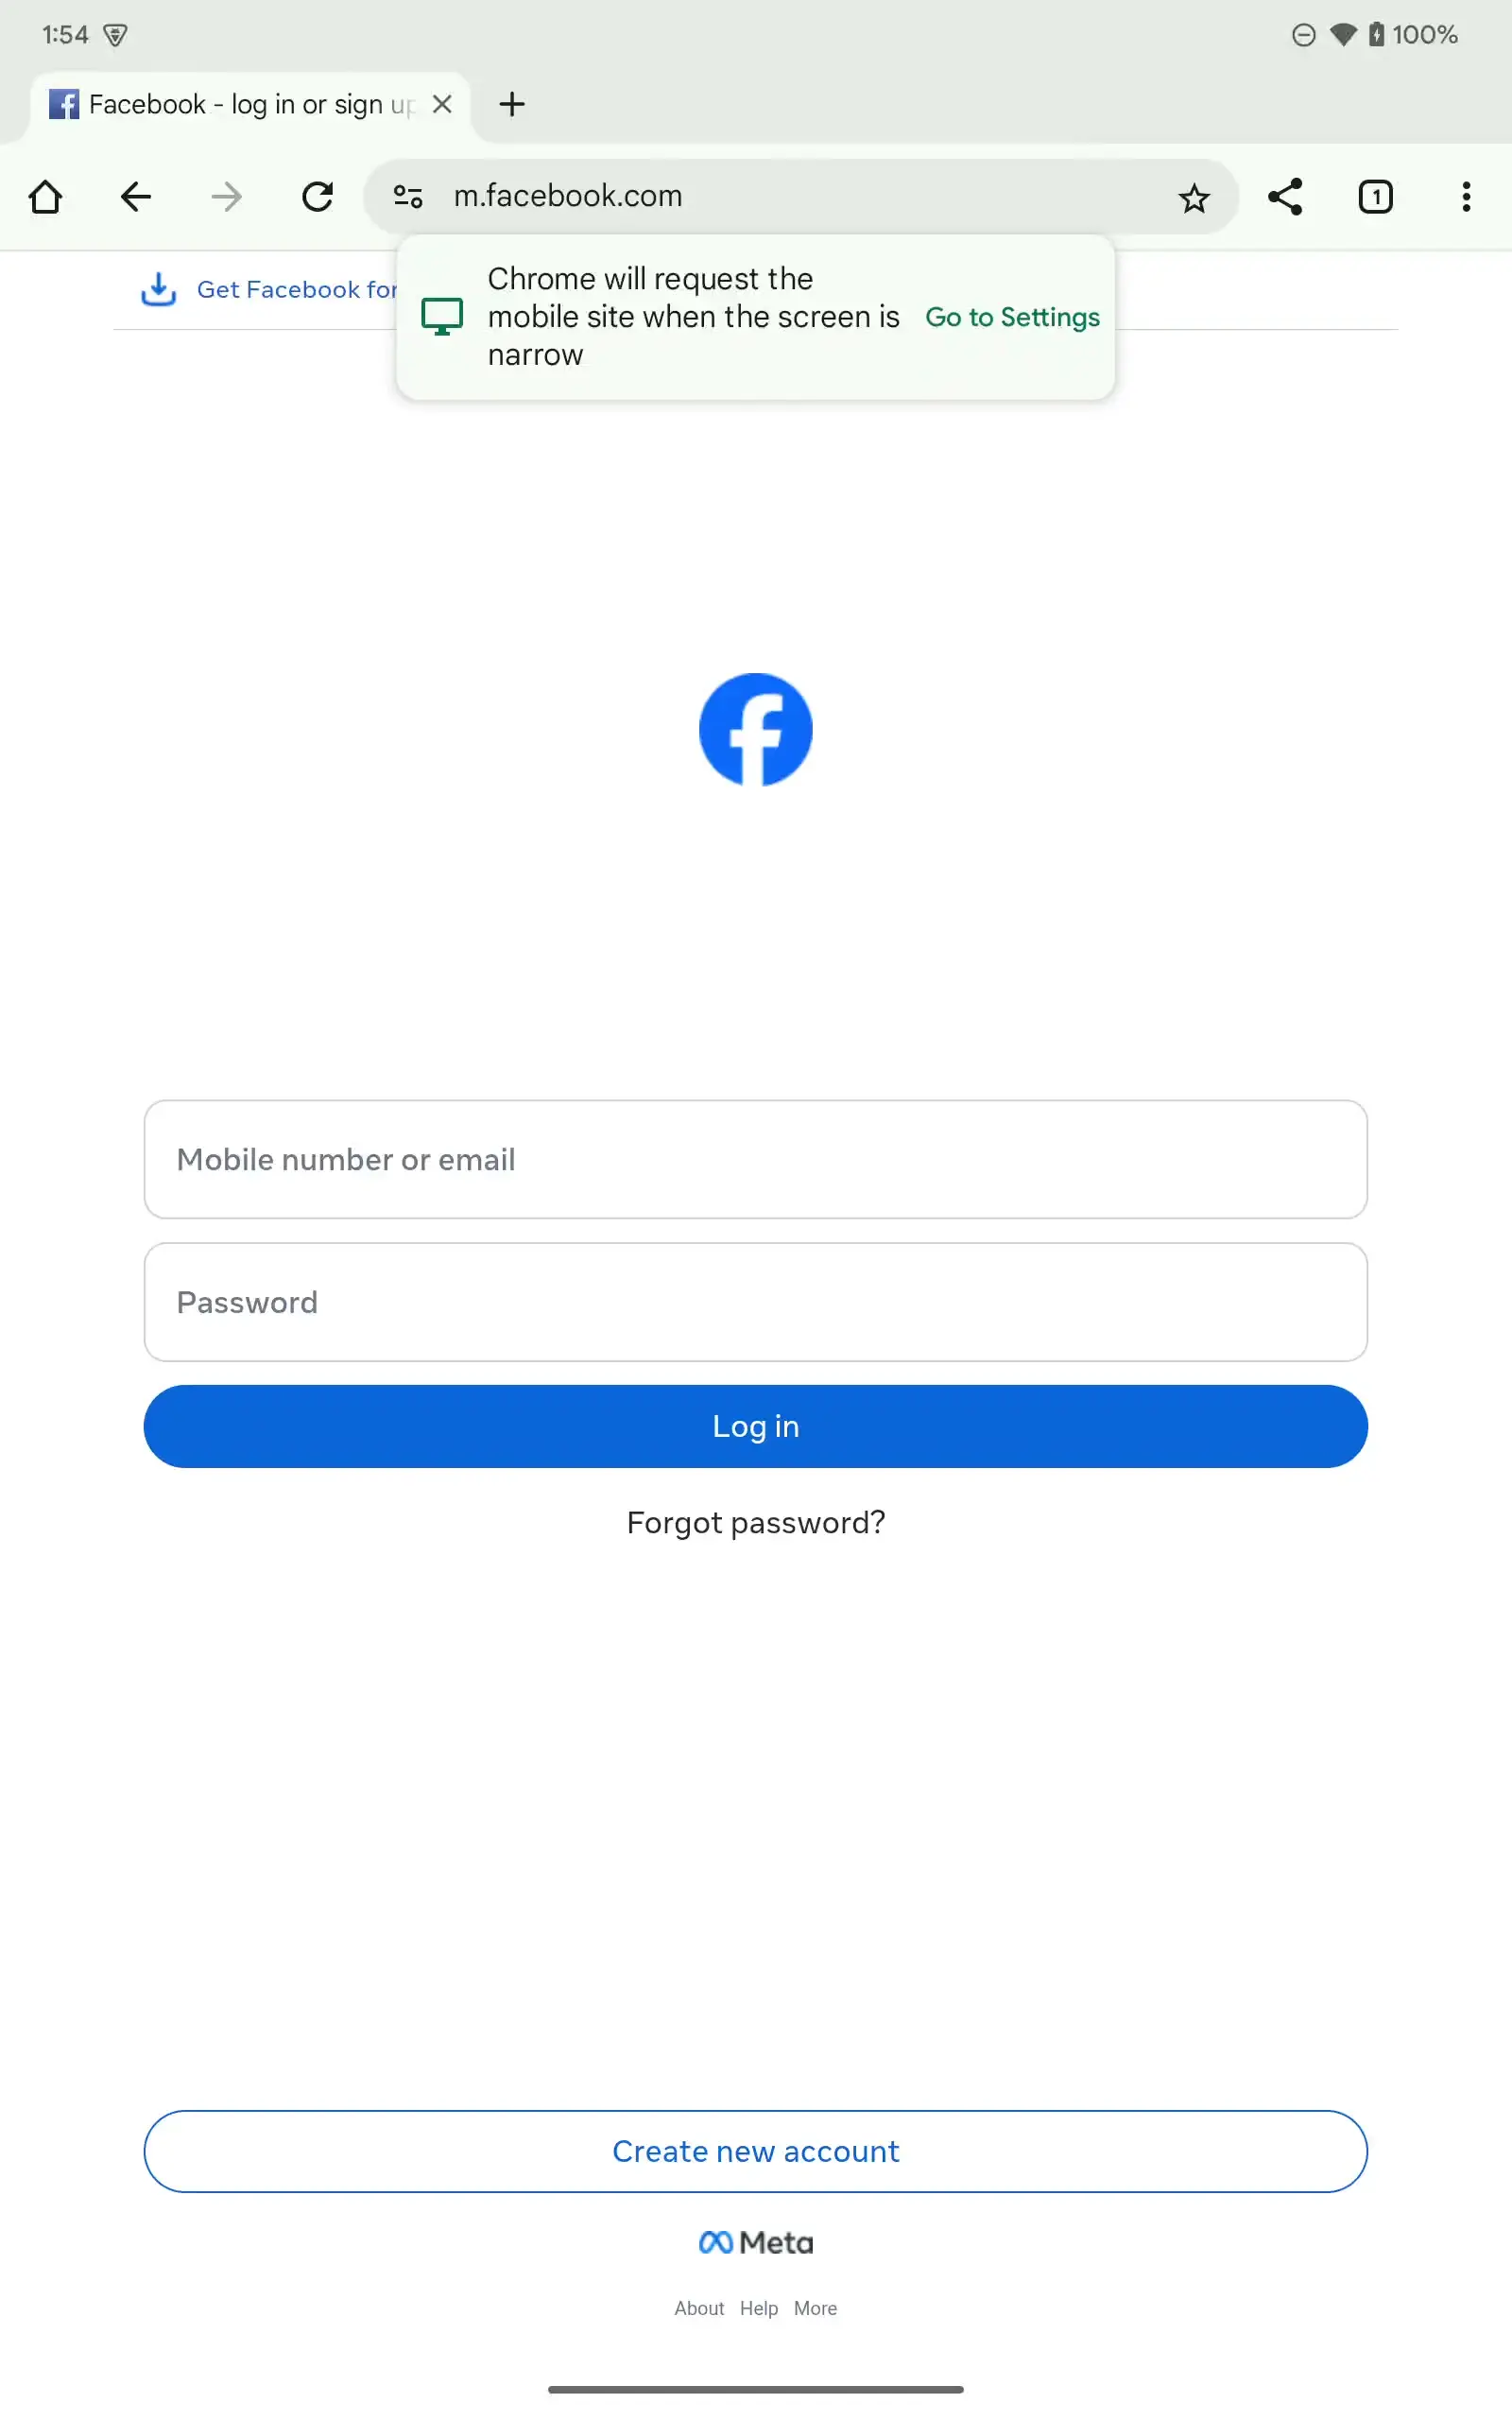 1:54
100%
Facebook - log in or sign up
m.facebook.com
1
Get Facebook for
Chrome will request the
mobile site when the screen is
narrow
Go to Settings
Mobile number or email
Password
Log in
Forgot password?
Create new account
Meta
About Help More